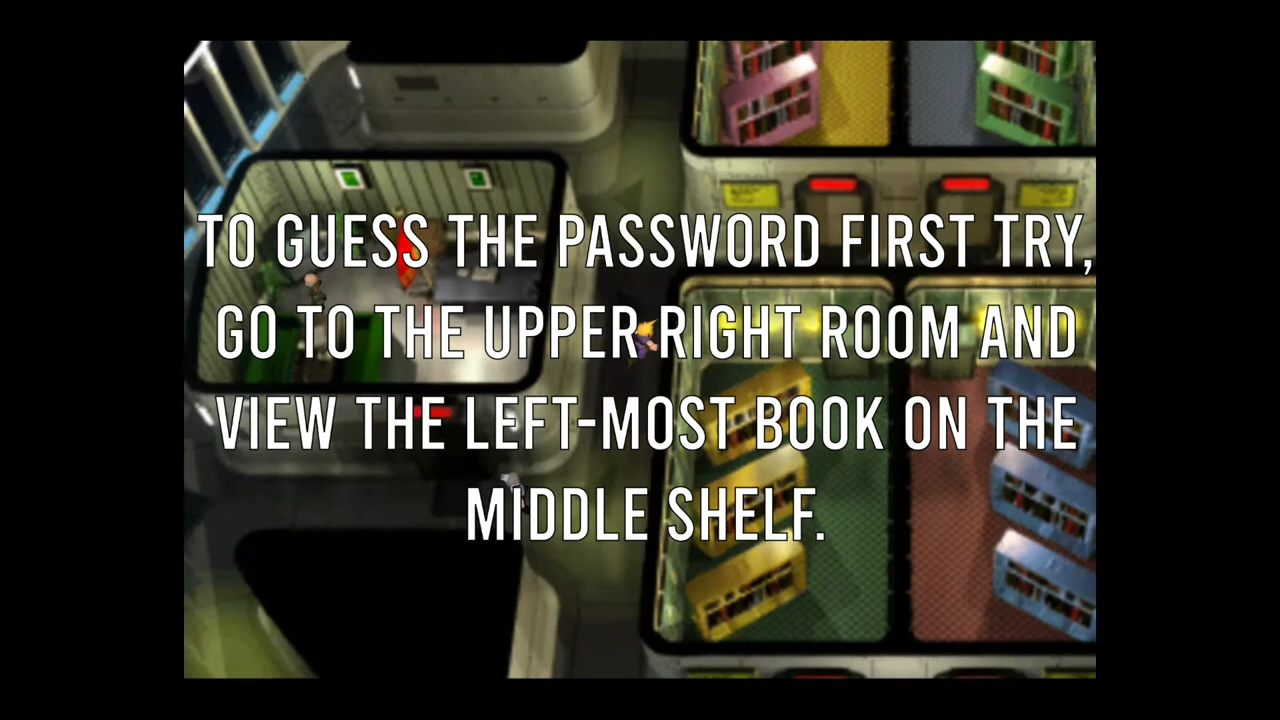 TO GUESS THE PASSWORD FIRST TRY,
GO TO THE UPPER-RIGHT ROOM AND
VIEW THE LEFT-MOST BOOK ON THE
MIDDLE SHELF.